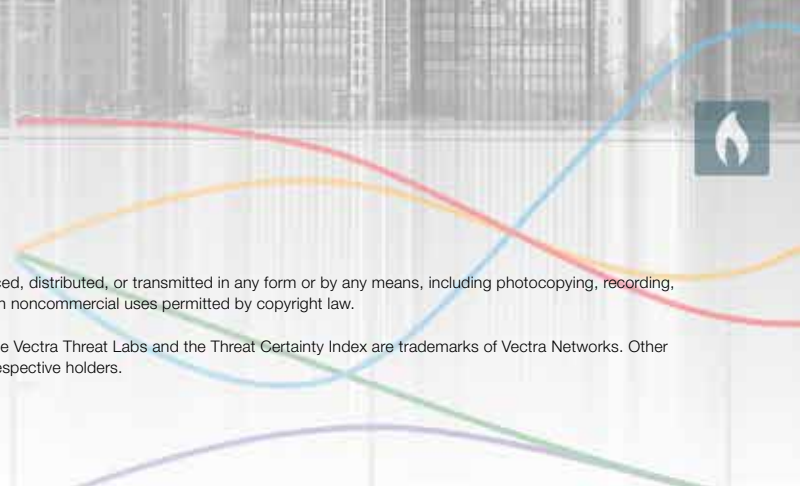 ced, distributed, or transmitted in any form or by any means, including photocopying, recording,
n noncommercial uses permitted by copyright law.
e Vectra Threat Labs and the Threat Certainty Index are trademarks of Vectra Networks. Other
espective holders.